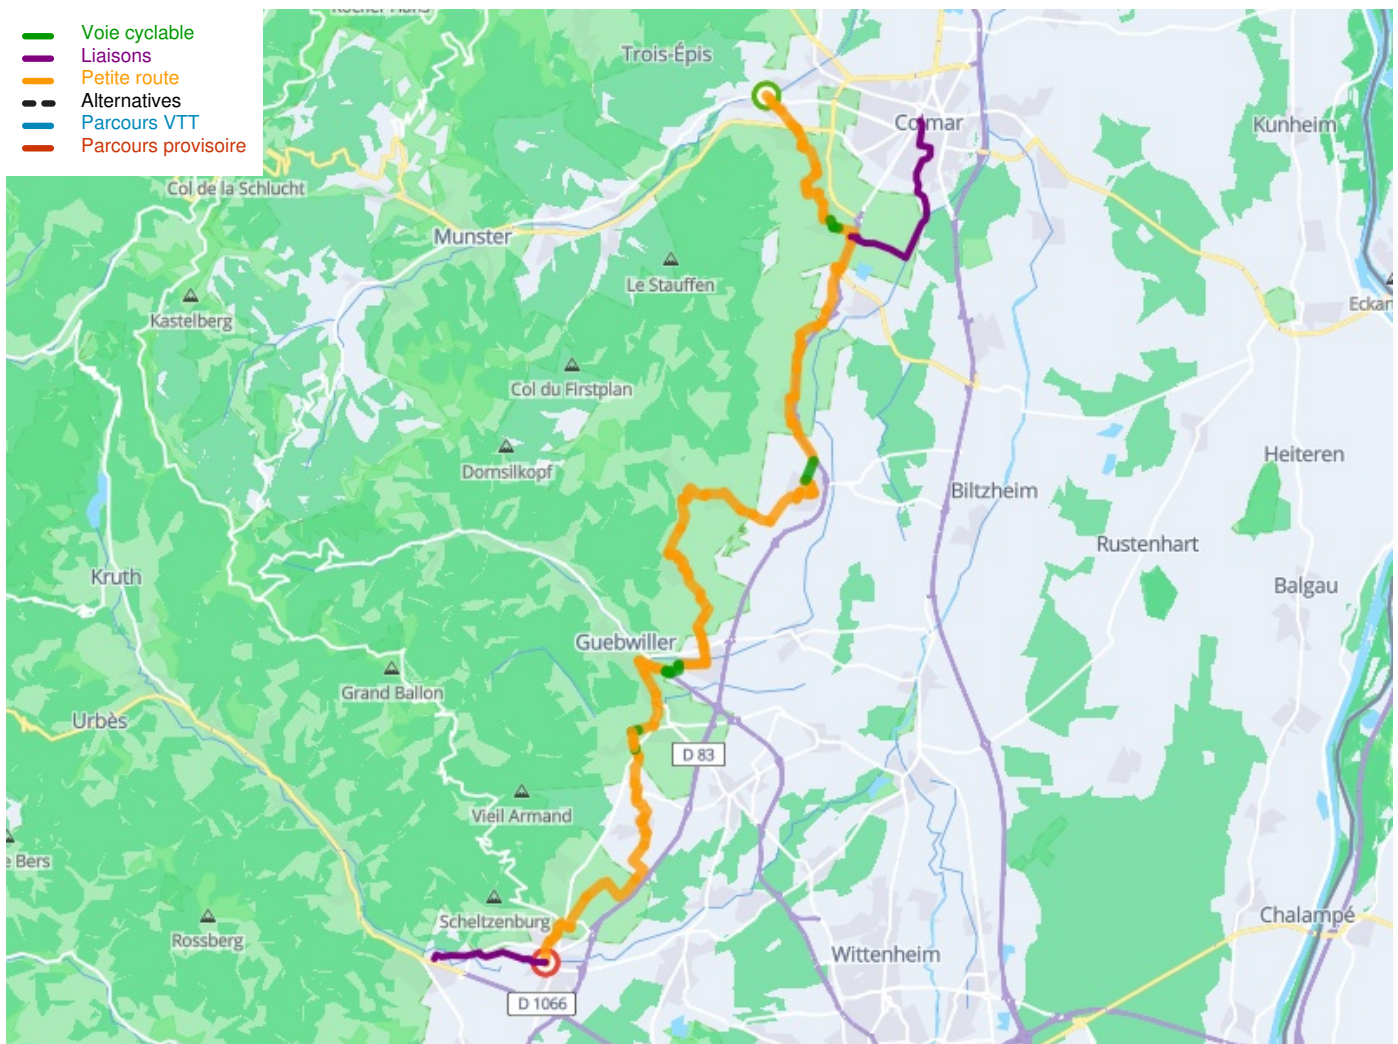 Voie cyclable
Liaisons
Petite route
Alternatives
Parcours VTT
Parcours provisoire
Trois-Épis
Colmar
Kunheim
Col de la Schlucht
Munster
Le Stauffen
Kastelberg
Eckar
Col du Firstplan
Dornsilkopf
Heiteren
Biltzheim
Rustenhart
Kruth
Balgau
Guebwiller
Grand Ballon
Urbès
D 83
Vieil Armand
e Bers
Scheltzenburg
Chalampé
Rossberg
Wittenheim
D 1066